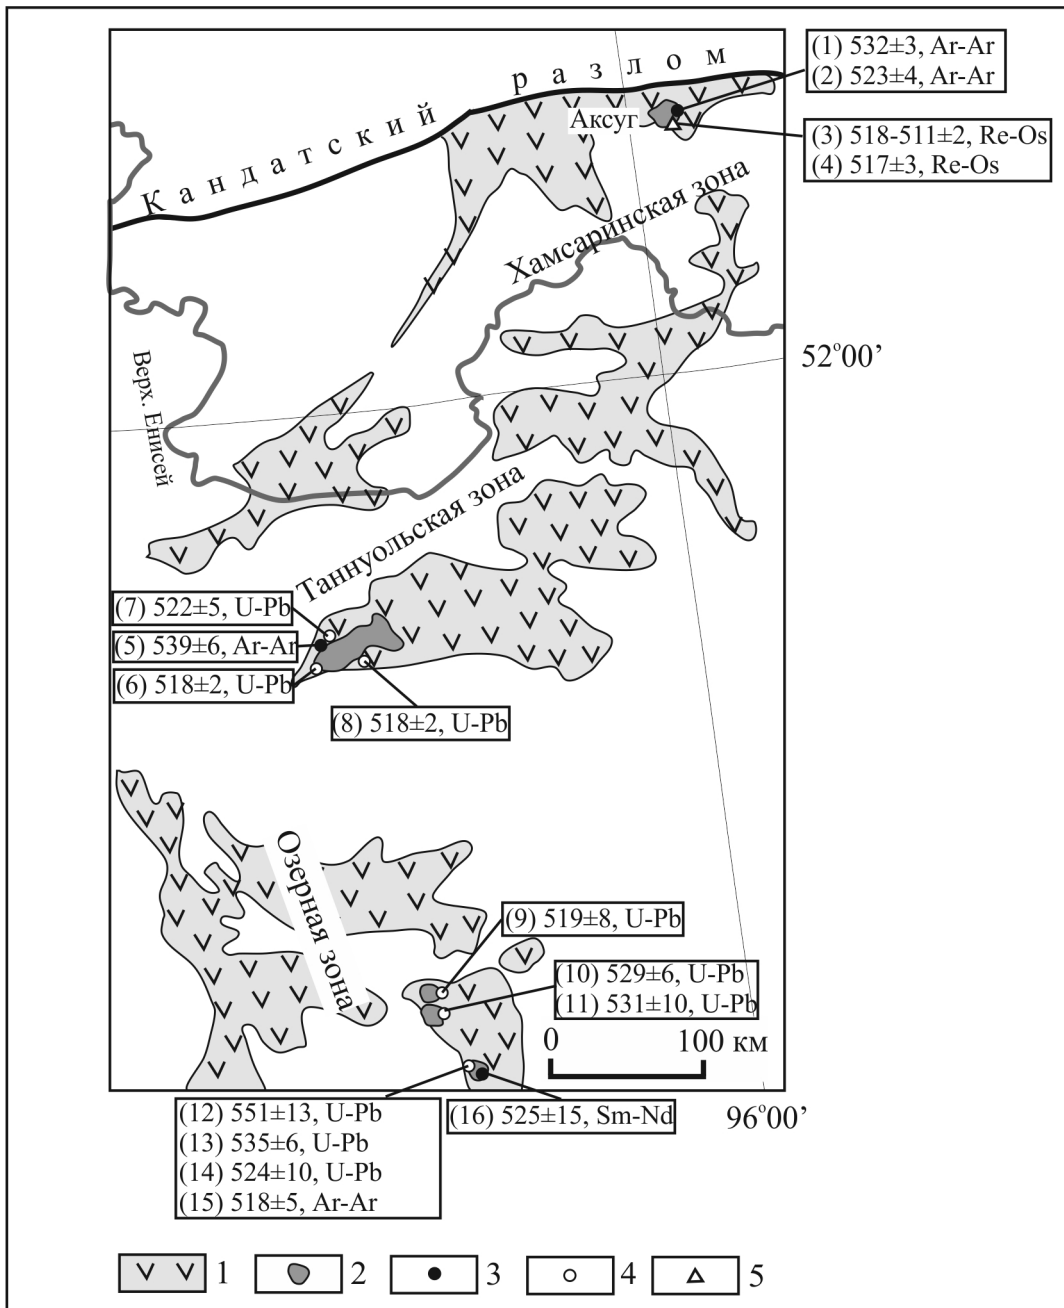 (1) 532±3, Ar-Ar
(2) 523±4, Ar-Ar
Кандатский разлом
Аксуг
(3) 518-511±2, Re-Os
(4) 517±3, Re-Os
Хамсаринская зона
52°00’
Верх. Енисей
Таннуольская зона
(7) 522±5, U-Pb
(5) 539±6, Ar-Ar
(6) 518±2, U-Pb
(8) 518±2, U-Pb
Озерная зона
(9) 519±8, U-Pb
(10) 529±6, U-Pb
(11) 531±10, U-Pb
0 100 км
(12) 551±13, U-Pb
(13) 535±6, U-Pb
(14) 524±10, U-Pb
(15) 518±5, Ar-Ar
(16) 525±15, Sm-Nd
96°00’
1 2 3 4 5